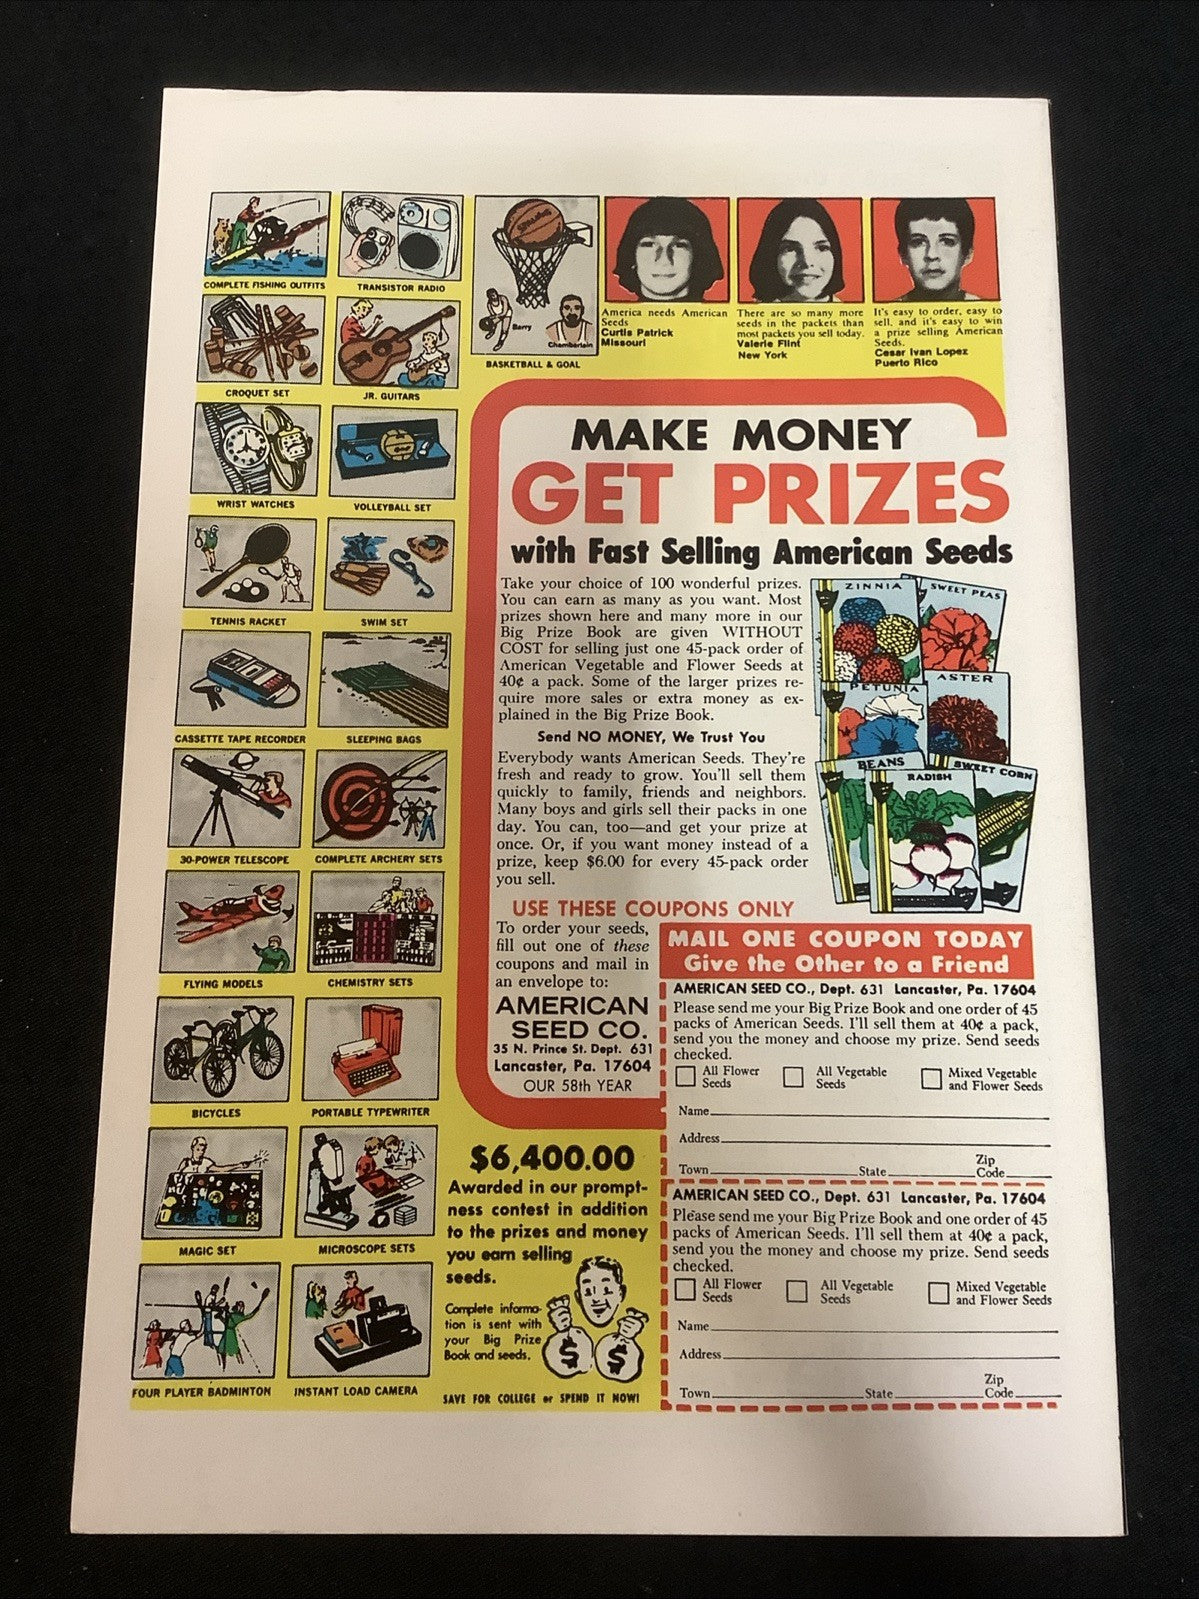 COMPLETE FISHING OUTFITS
TRANSISTOR RADIO
CROQUET SET
JR. GUITARS
WRIST WATCHES
VOLLEYBALL SET
TENNIS RACKET
SWIM SET
CASSETTE TAPE RECORDER
SLEEPING BAGS
30-POWER TELESCOPE
COMPLETE ARCHERY SETS
FLYING MODELS
CHEMISTRY SETS
BICYCLES
PORTABLE TYPEWRITER
MAGIC SET
MICROSCOPE SETS
FOUR PLAYER BADMINTON
INSTANT LOAD CAMERA
SPALDING
Barry
Chamberlain
BASKETBALL & GOAL
America needs American
Seeds
Curtis Patrick
Missouri
There are so many more
seeds in the packets than
most packets you sell today.
Valerie Flint
New York
It's easy to order, easy to
sell, and it's easy to win
a prize selling American
Seeds.
Cesar Ivan Lopez
Puerto Rico
MAKE MONEY
GET PRIZES
with Fast Selling American Seeds
Take your choice of 100 wonderful prizes.
You can earn as many as you want. Most
prizes shown here and many more in our
Big Prize Book are given WITHOUT
COST for selling just one 45-pack order of
American Vegetable and Flower Seeds at
40¢ a pack. Some of the larger prizes re-
quire more sales or extra money as ex-
plained in the Big Prize Book.
Send NO MONEY, We Trust You
Everybody wants American Seeds. They're
fresh and ready to grow. You'll sell them
quickly to family, friends and neighbors.
Many boys and girls sell their packs in one
day. You can, too—and get your prize at
once. Or, if you want money instead of a
prize, keep $6.00 for every 45-pack order
you sell.
ZINNIA
SWEET PEAS
PETUNIA
ASTER
BEANS
RADISH
SWEET CORN
USE THESE COUPONS ONLY
To order your seeds,
fill out one of these
coupons and mail in
an envelope to:
AMERICAN
SEED CO.
35 N. Prince St. Dept. 631
Lancaster, Pa. 17604
OUR 58th YEAR
MAIL ONE COUPON TODAY
Give the Other to a Friend
AMERICAN SEED CO., Dept. 631 Lancaster, Pa. 17604
Please send me your Big Prize Book and one order of 45
packs of American Seeds. I'll sell them at 40¢ a pack,
send you the money and choose my prize. Send seeds
checked.
All Flower
Seeds
All Vegetable
Seeds
Mixed Vegetable
and Flower Seeds
Name
Address
Town State Zip
Code
AMERICAN SEED CO., Dept. 631 Lancaster, Pa. 17604
Please send me your Big Prize Book and one order of 45
packs of American Seeds. I'll sell them at 40¢ a pack,
send you the money and choose my prize. Send seeds
checked.
All Flower
Seeds
All Vegetable
Seeds
Mixed Vegetable
and Flower Seeds
Name
Address
Town State Zip
Code
$6,400.00
Awarded in our prompt-
ness contest in addition
to the prizes and money
you earn selling
seeds.
Complete informa-
tion is sent with
your Big Prize
Book and seeds.
$ $
SAVE FOR COLLEGE or SPEND IT NOW!